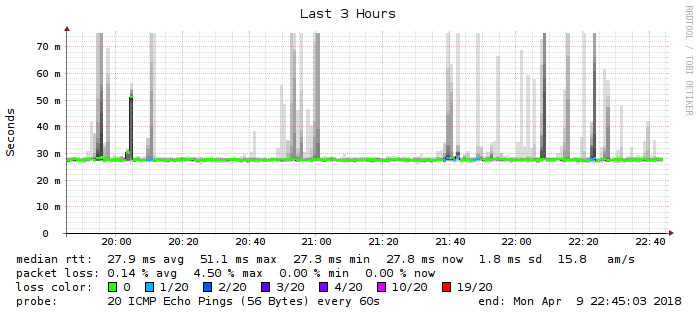 Last 3 Hours
RRDTOOL / TOBI OETIKER
Seconds
70 m
60 m
50 m
40 m
30 m
20 m
10 m
0
20:00 20:20 20:40 21:00 21:20 21:40 22:00 22:20 22:40
median rtt: 27.9 ms avg 51.1 ms max 27.3 ms min 27.8 ms now 1.8 ms sd 15.8 am/s
packet loss: 0.14 % avg 4.50 % max 0.00 % min 0.00 % now
loss color: 0 1/20 2/20 3/20 4/20 10/20 19/20
probe: 20 ICMP Echo Pings (56 Bytes) every 60s end: Mon Apr 9 22:45:03 2018